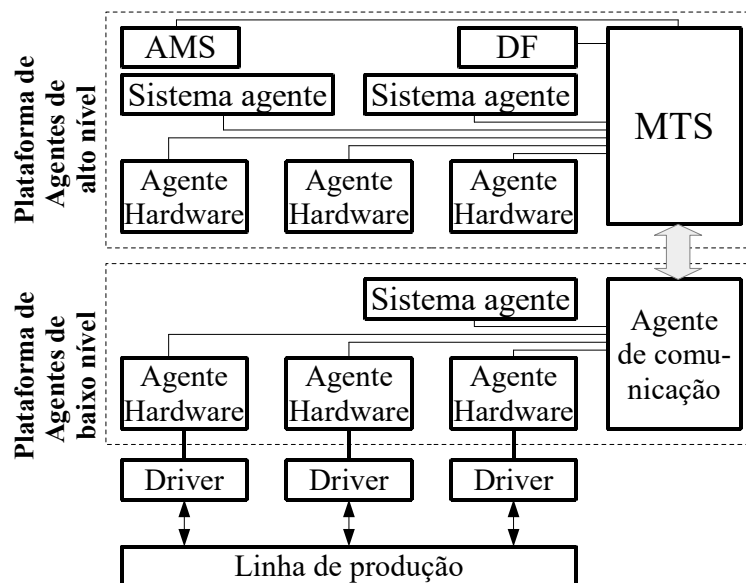 Plataforma de
Agentes de
alto nível
AMS
DF
Sistema agente
Sistema agente
MTS
Agente
Hardware
Agente
Hardware
Agente
Hardware
Plataforma de
Agentes de
baixo nível
Sistema agente
Agente
de comu-
nicação
Agente
Hardware
Agente
Hardware
Agente
Hardware
Driver
Driver
Driver
Linha de produção